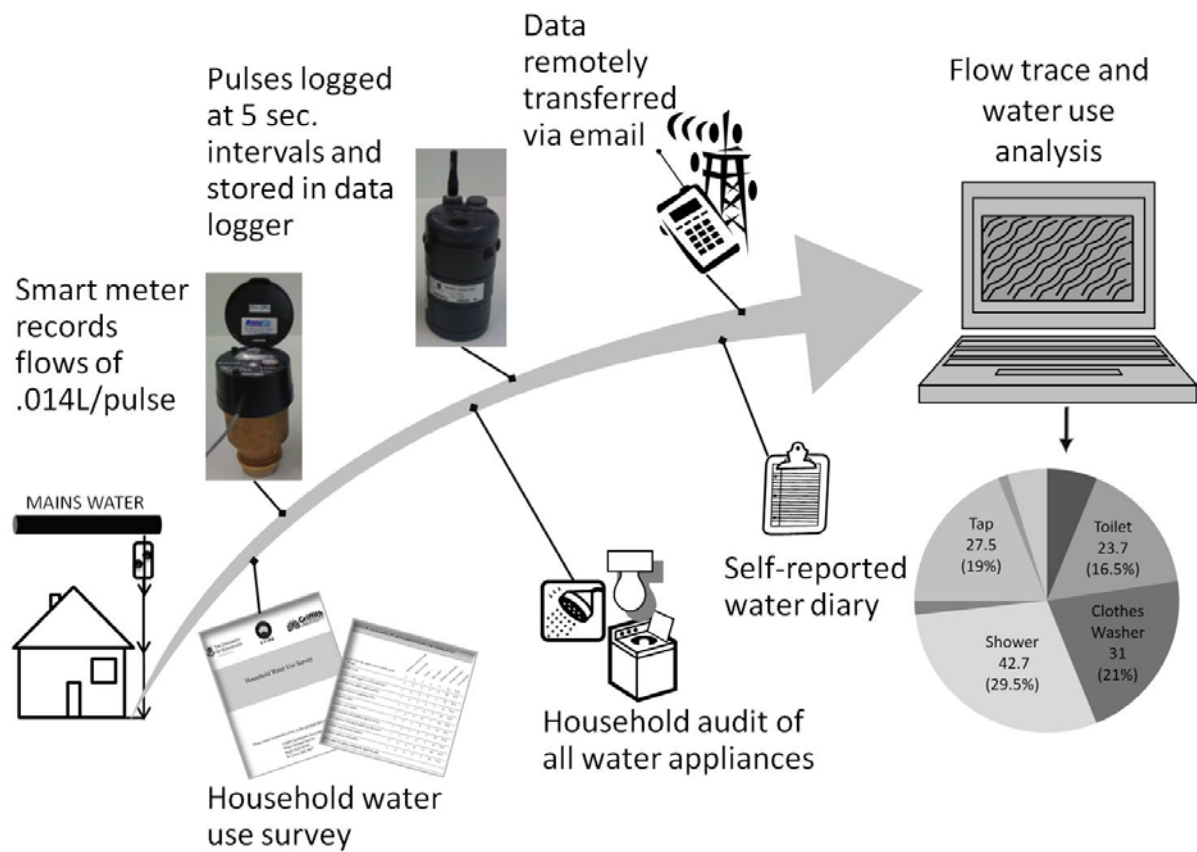 Data
remotely
transferred
via email
Pulses logged
at 5 sec.
intervals and
stored in data
logger
Flow trace and
water use
analysis
Smart meter
records
flows of
.014L/pulse
MAINS WATER
Griffith
Household Water Use Survey
Household water
use survey
Household audit of
all water appliances
Self-reported
water diary
Tap
27.5
(19%)
Toilet
23.7
(16.5%)
Clothes
Washer
31
(21%)
Shower
42.7
(29.5%)